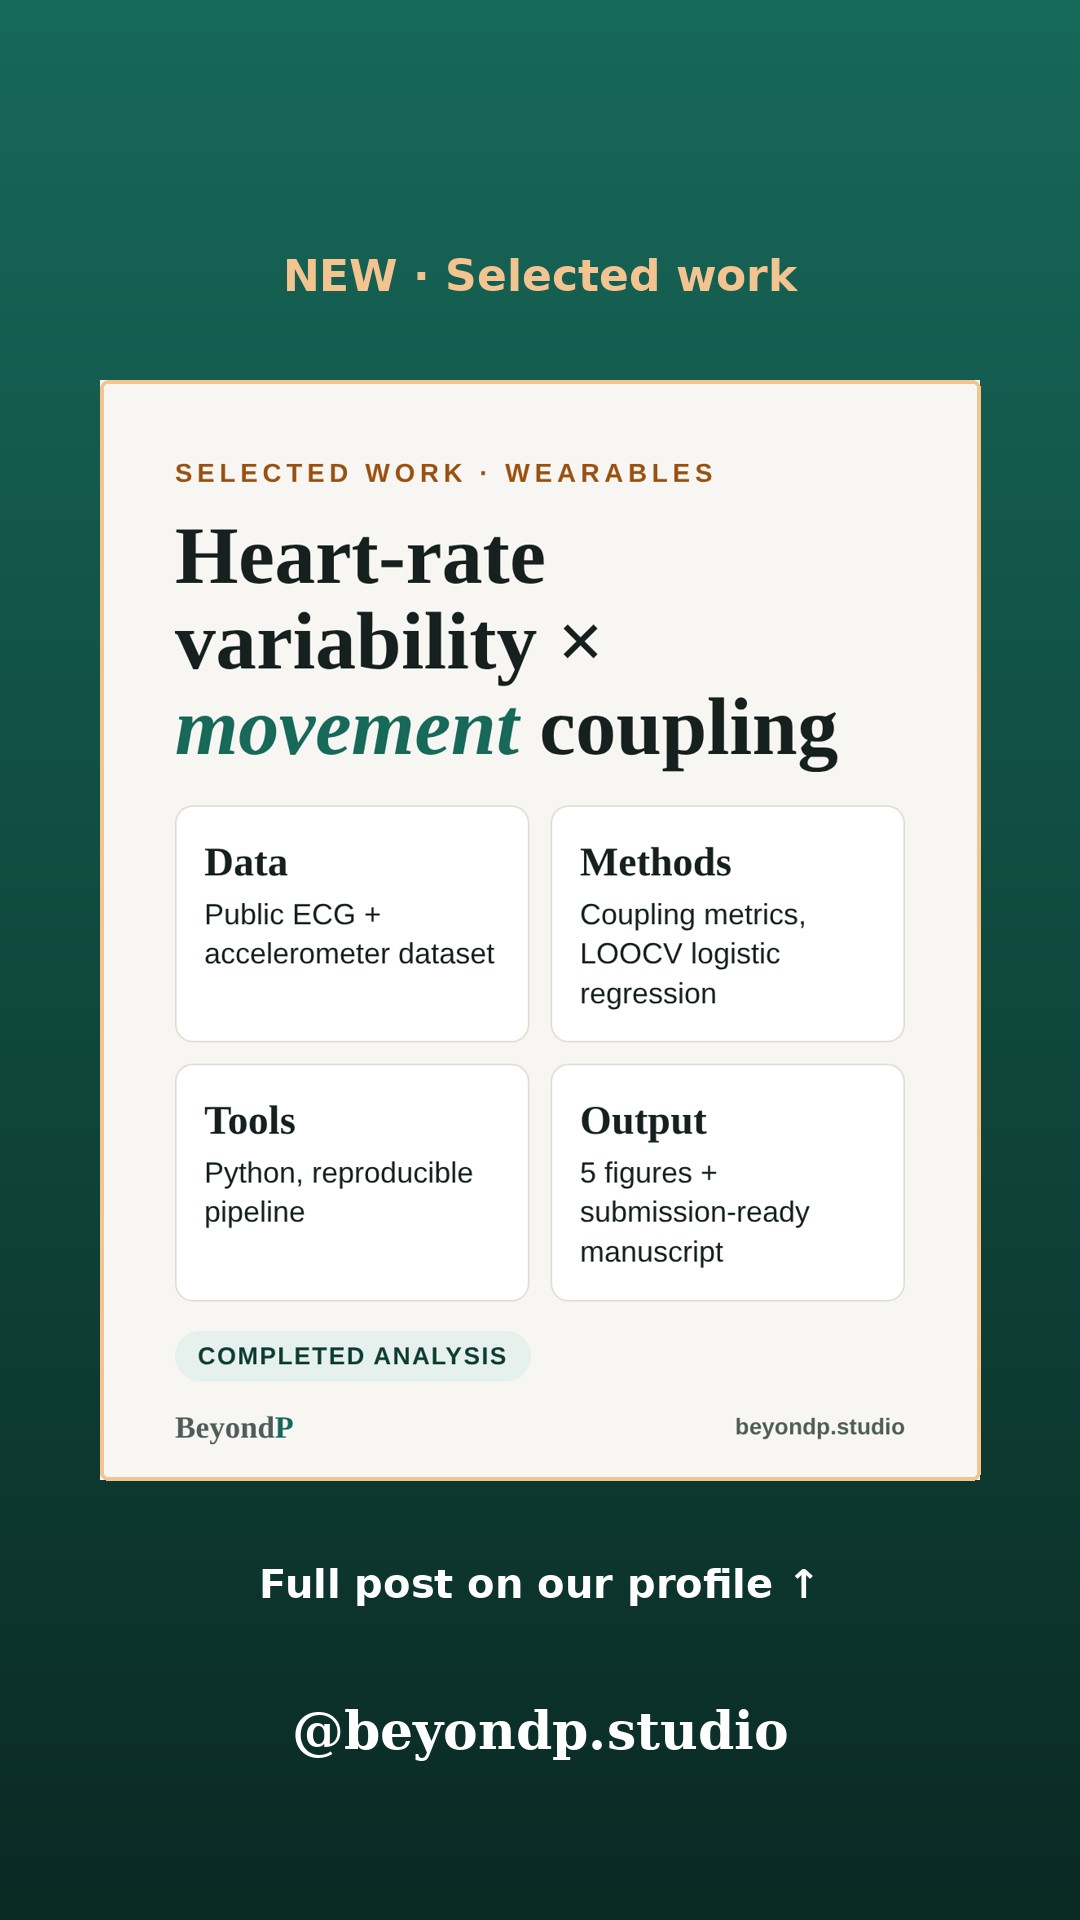 NEW · Selected work
SELECTED WORK · WEARABLES
Heart-rate
variability ×
movement coupling
Data
Public ECG +
accelerometer dataset
Methods
Coupling metrics,
LOOCV logistic
regression
Tools
Python, reproducible
pipeline
Output
5 figures +
submission-ready
manuscript
COMPLETED ANALYSIS
BeyondP
beyondp.studio
Full post on our profile ↑
@beyondp.studio